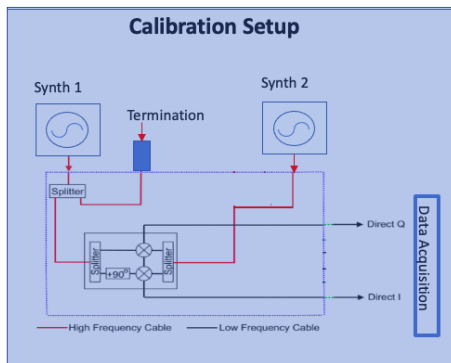 Calibration Setup
Synth 1
Synth 2
Termination
Splitter
Direct Q
Splitter
±90°
Splitter
Data Acquisition
Direct I
High Frequency Cable
Low Frequency Cable